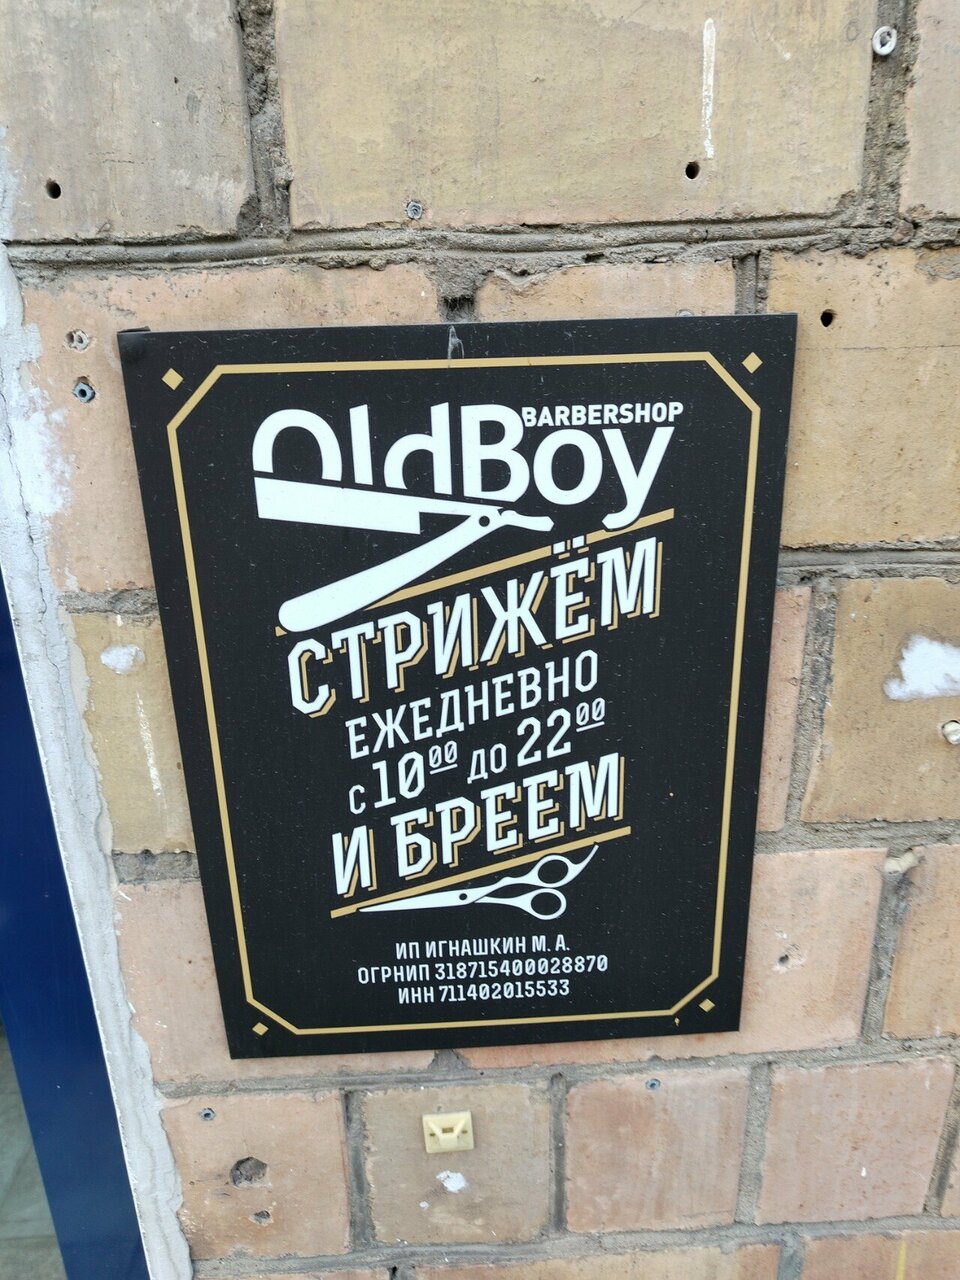 OldBoy
BARBERSHOP
СТРИЖЁМ
ЕЖЕДНЕВНО
С 10⁰⁰ ДО 22⁰⁰
И БРЕЕМ
ИП ИГНАШКИН М. А.
ОГРНИП 318715400028870
ИНН 711402015533